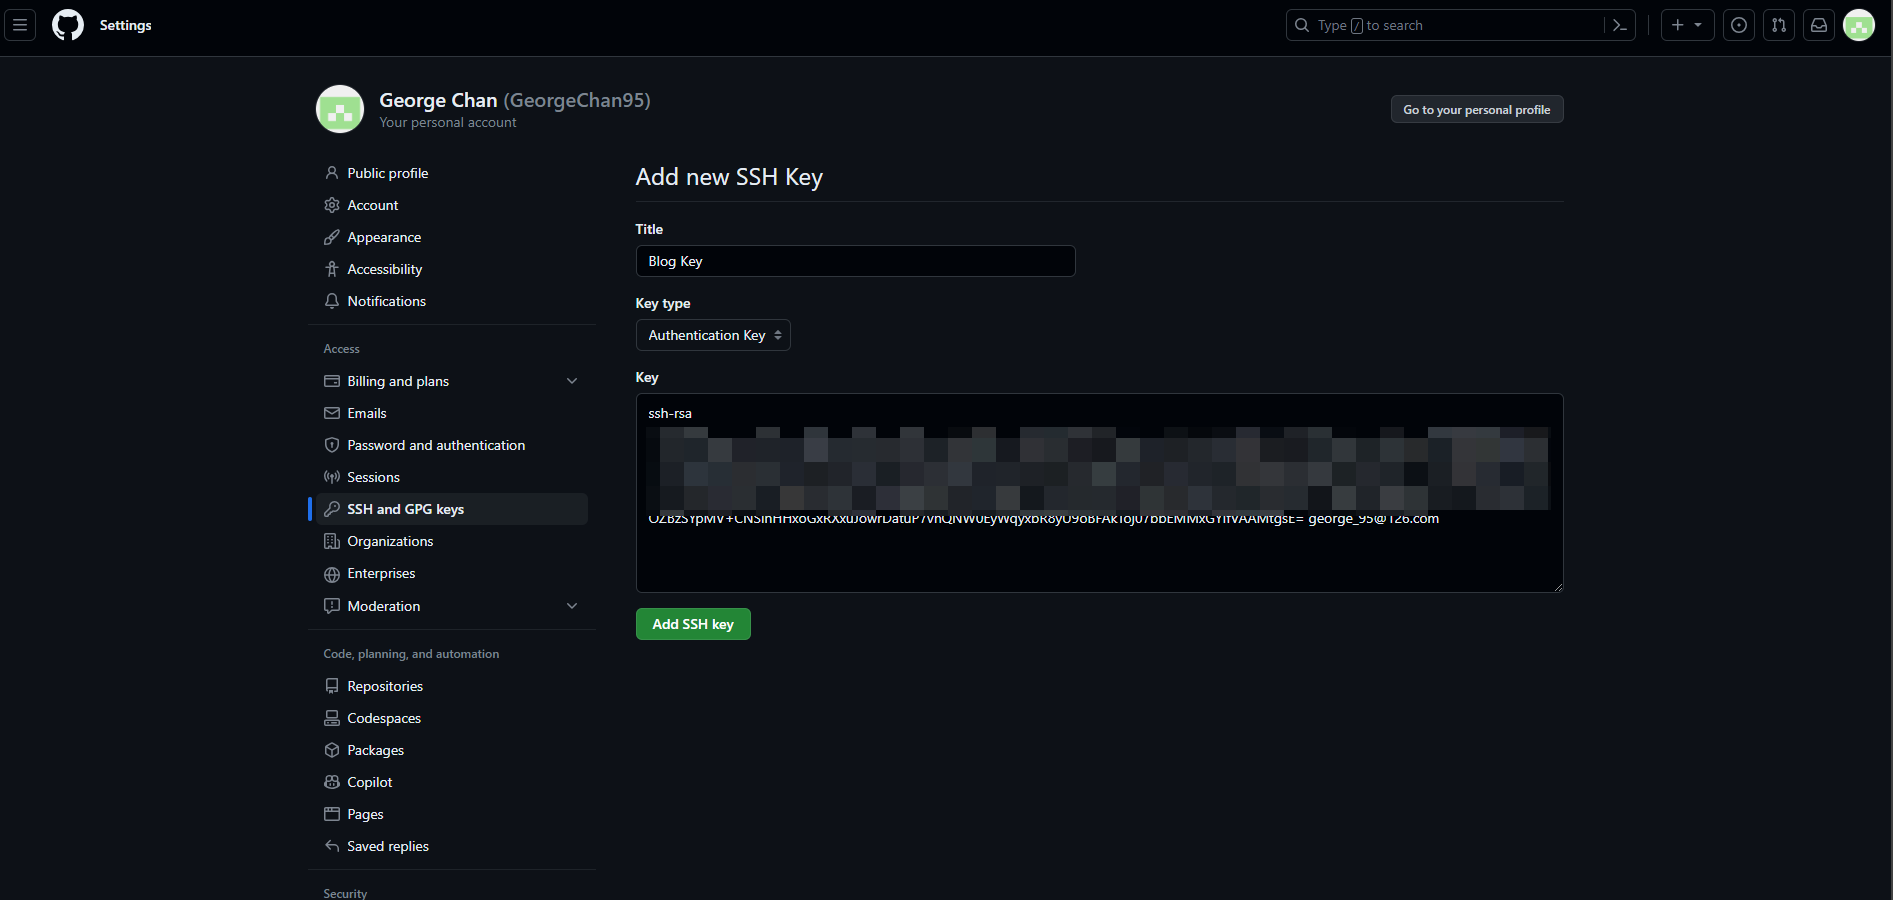 Settings
Type / to search
George Chan (GeorgeChan95)
Your personal account
Go to your personal profile
Public profile
Account
Appearance
Accessibility
Notifications
Access
Billing and plans
Emails
Password and authentication
Sessions
SSH and GPG keys
Organizations
Enterprises
Moderation
Code, planning, and automation
Repositories
Codespaces
Packages
Copilot
Pages
Saved replies
Security
Add new SSH Key
Title
Blog Key
Key type
Authentication Key
Key
ssh-rsa
george_95@126.com
Add SSH key